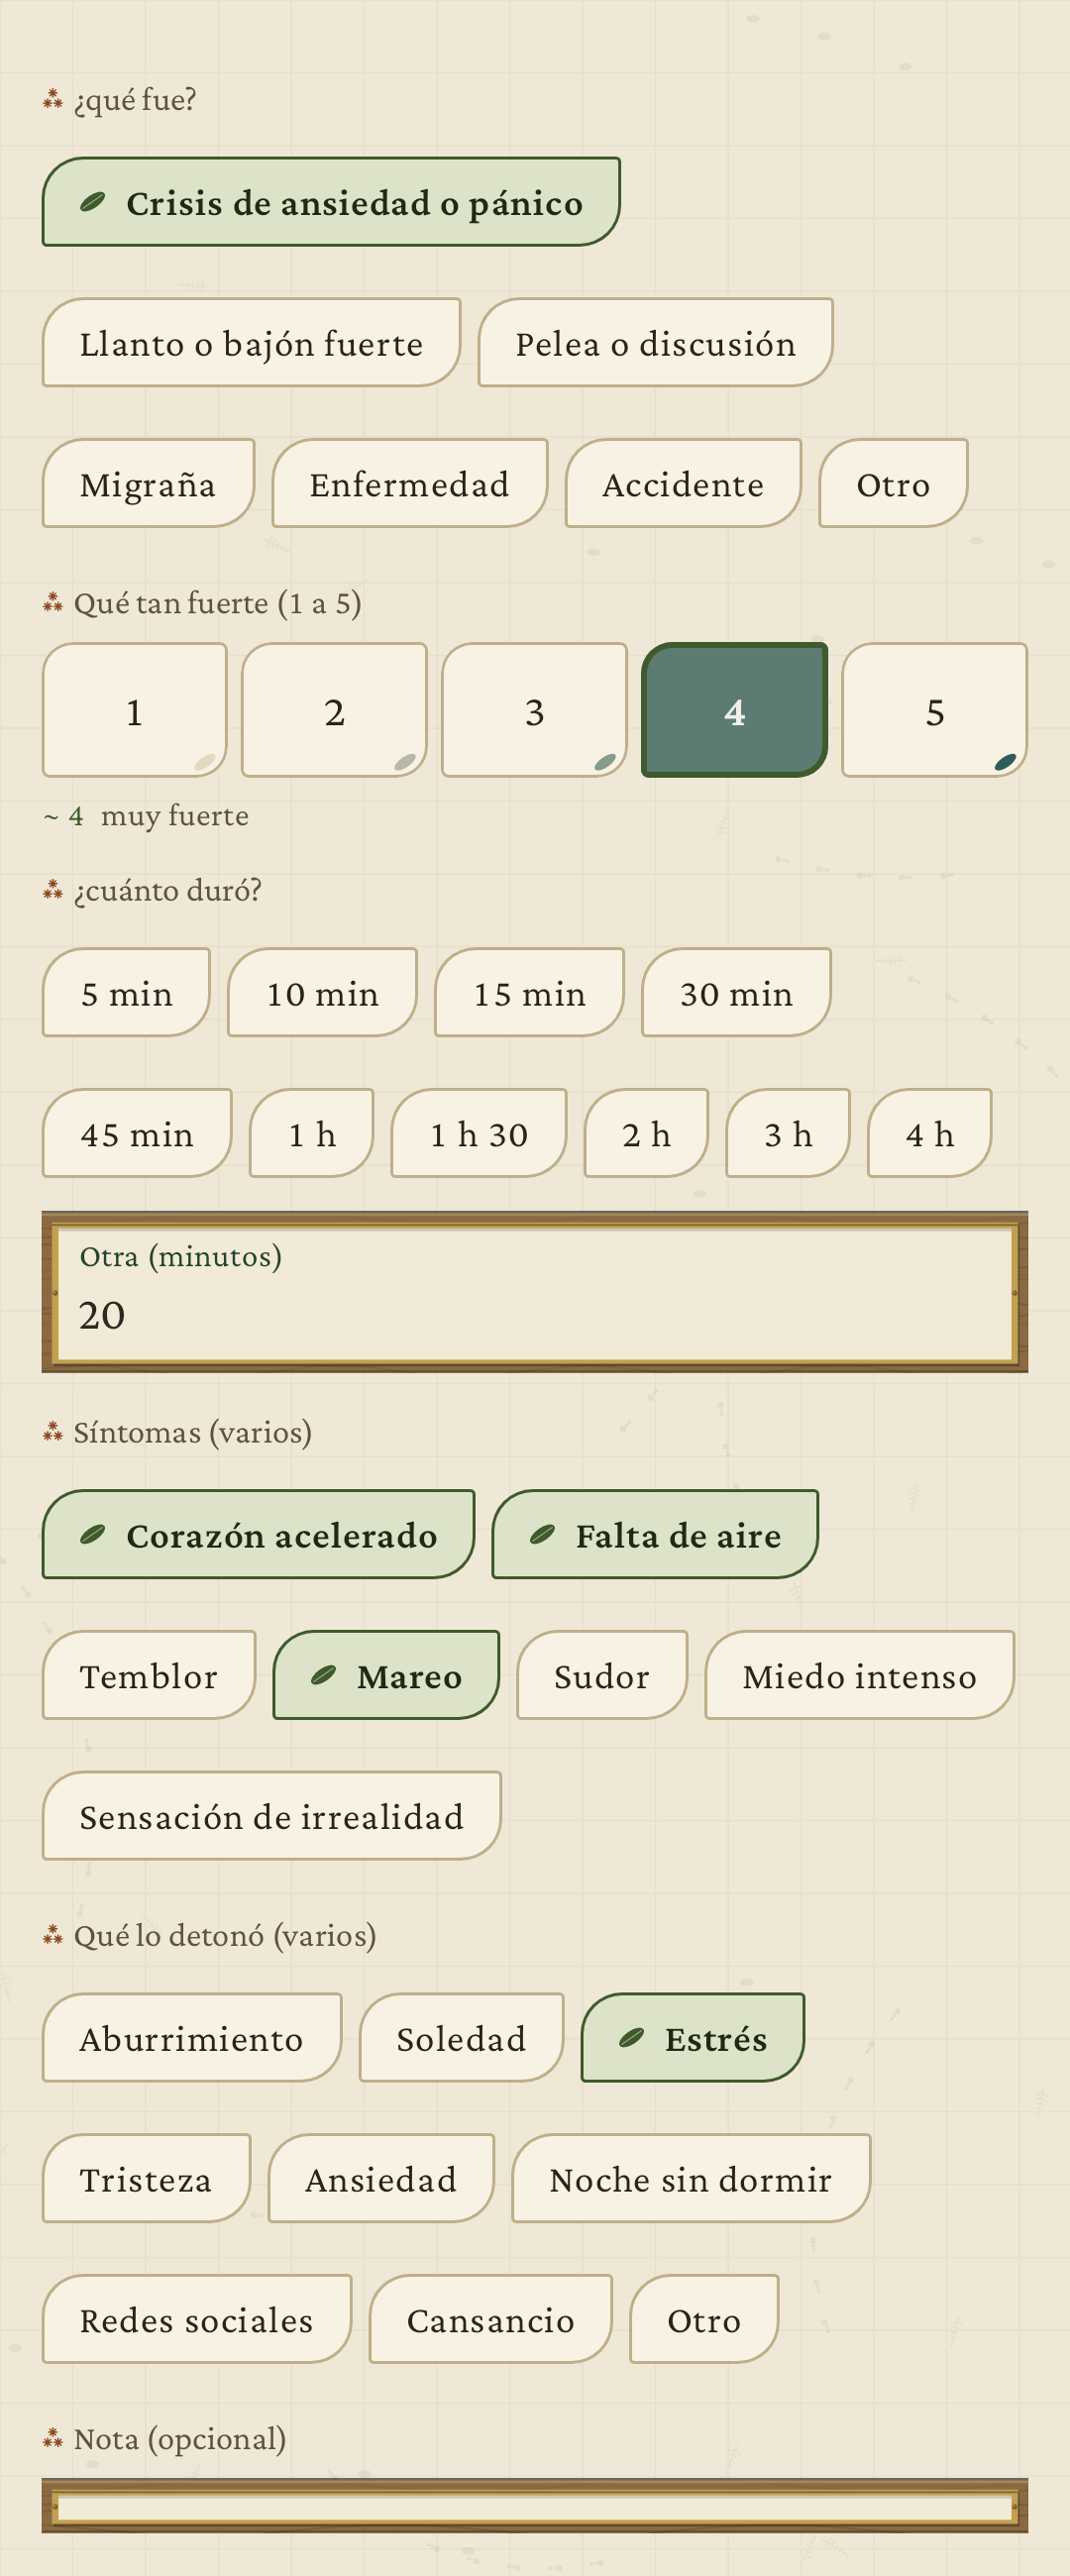 ¿qué fue?
Crisis de ansiedad o pánico
Llanto o bajón fuerte Pelea o discusión
Migraña Enfermedad Accidente Otro
Qué tan fuerte (1 a 5)
1 2 3 4 5
~ 4 muy fuerte
¿cuánto duró?
5 min 10 min 15 min 30 min
45 min 1 h 1 h 30 2 h 3 h 4 h
Otra (minutos)
20
Síntomas (varios)
Corazón acelerado Falta de aire
Temblor Mareo Sudor Miedo intenso
Sensación de irrealidad
Qué lo detonó (varios)
Aburrimiento Soledad Estrés
Tristeza Ansiedad Noche sin dormir
Redes sociales Cansancio Otro
Nota (opcional)